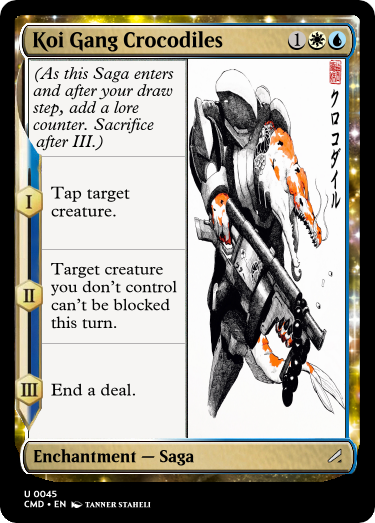 Koi Gang Crocodiles 1
(As this Saga enters
and after your draw
step, add a lore
counter. Sacrifice
after III.)
I
Tap target
creature.
II
Target creature
you don't control
can't be blocked
this turn.
III
End a deal.
クロコダイル
Enchantment — Saga
U 0045
CMD • EN TANNER STAHELI